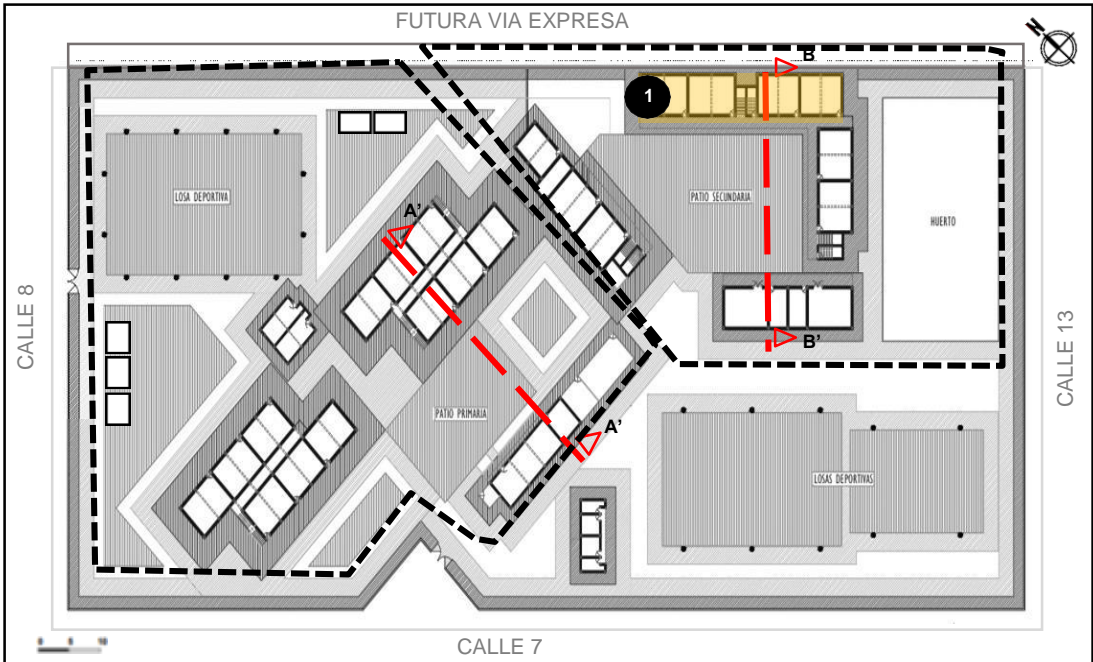 FUTURA VIA EXPRESA
N
B
1
LOSA DEPORTIVA
A'
PATIO SECUNDARIA
HUERTO
CALLE 8
CALLE 13
B'
PATIO PRIMARIA
A'
LOSAS DEPORTIVAS
0 5 10
CALLE 7